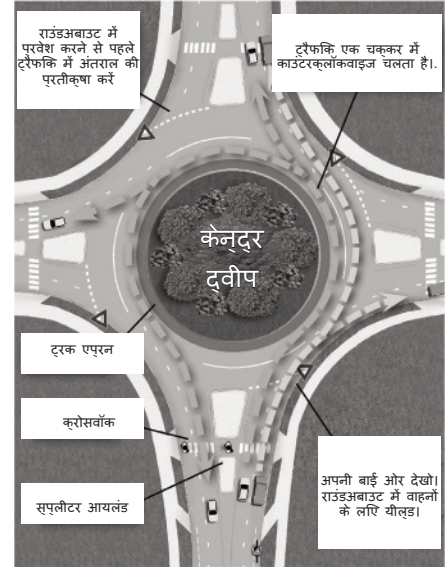 राउंडअबाउट में
प्रवेश करने से पहले
ट्रैफिक में अंतराल की
प्रतीक्षा करें
ट्रैफिक एक चक्कर में
काउंटरक्लॉकवाइज चलता है।.
केन्द्र
द्वीप
ट्रक एप्रन
क्रोसवॉक
स्प्लीटर आयलंड
अपनी बाईं ओर देखो।
राउंडअबाउट में वाहनों
के लिए यील्ड।